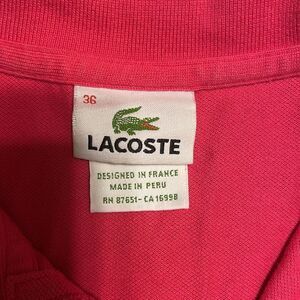 36
LACOSTE
DESIGNED IN FRANCE
MADE IN PERU
RN 87651-CA 16998